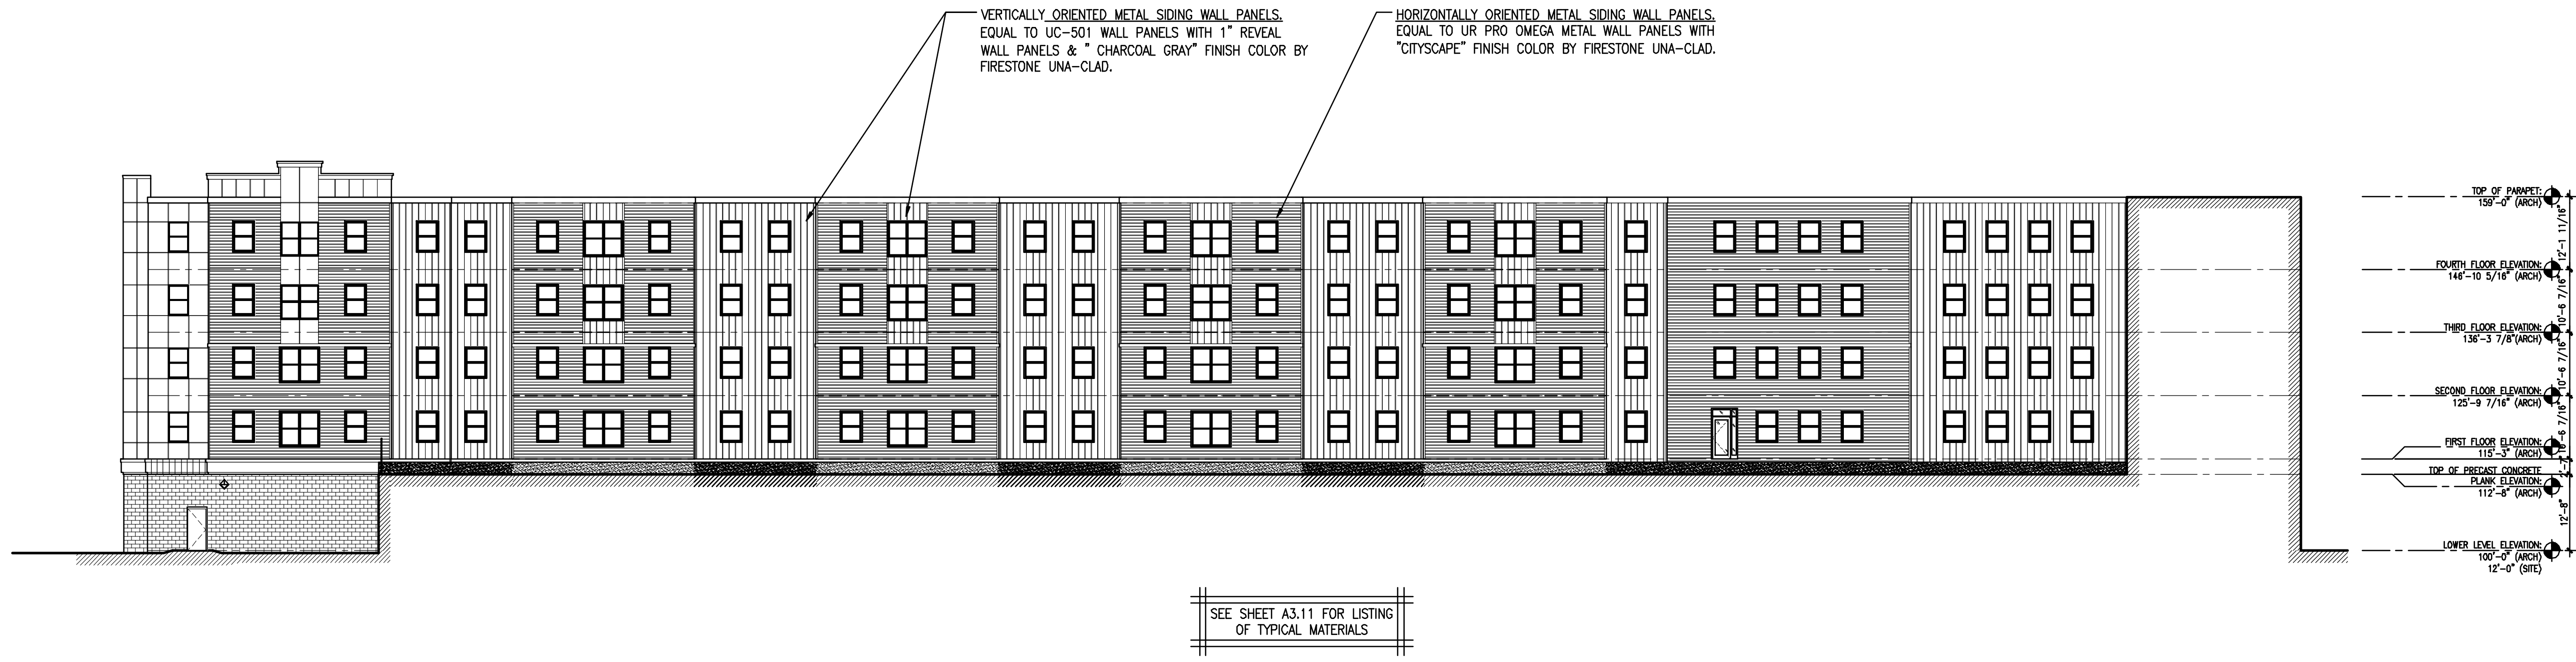 VERTICALLY ORIENTED METAL SIDING WALL PANELS.
EQUAL TO UC-501 WALL PANELS WITH 1" REVEAL
WALL PANELS & " CHARCOAL GRAY" FINISH COLOR BY
FIRESTONE UNA-CLAD.
HORIZONTALLY ORIENTED METAL SIDING WALL PANELS.
EQUAL TO UR PRO OMEGA METAL WALL PANELS WITH
"CITYSCAPE" FINISH COLOR BY FIRESTONE UNA-CLAD.
TOP OF PARAPET:
159'-0" (ARCH)
12'-1 11/16"
FOURTH FLOOR ELEVATION:
146'-10 5/16" (ARCH)
10'-6 7/16"
THIRD FLOOR ELEVATION:
136'-3 7/8"(ARCH)
10'-6 7/16"
SECOND FLOOR ELEVATION:
125'-9 7/16" (ARCH)
10'-6 7/16"
FIRST FLOOR ELEVATION:
115'-3" (ARCH)
TOP OF PRECAST CONCRETE
PLANK ELEVATION:
112'-8" (ARCH)
12'-8"
LOWER LEVEL ELEVATION:
100'-0" (ARCH)
12'-0" (SITE)
SEE SHEET A3.11 FOR LISTING
OF TYPICAL MATERIALS